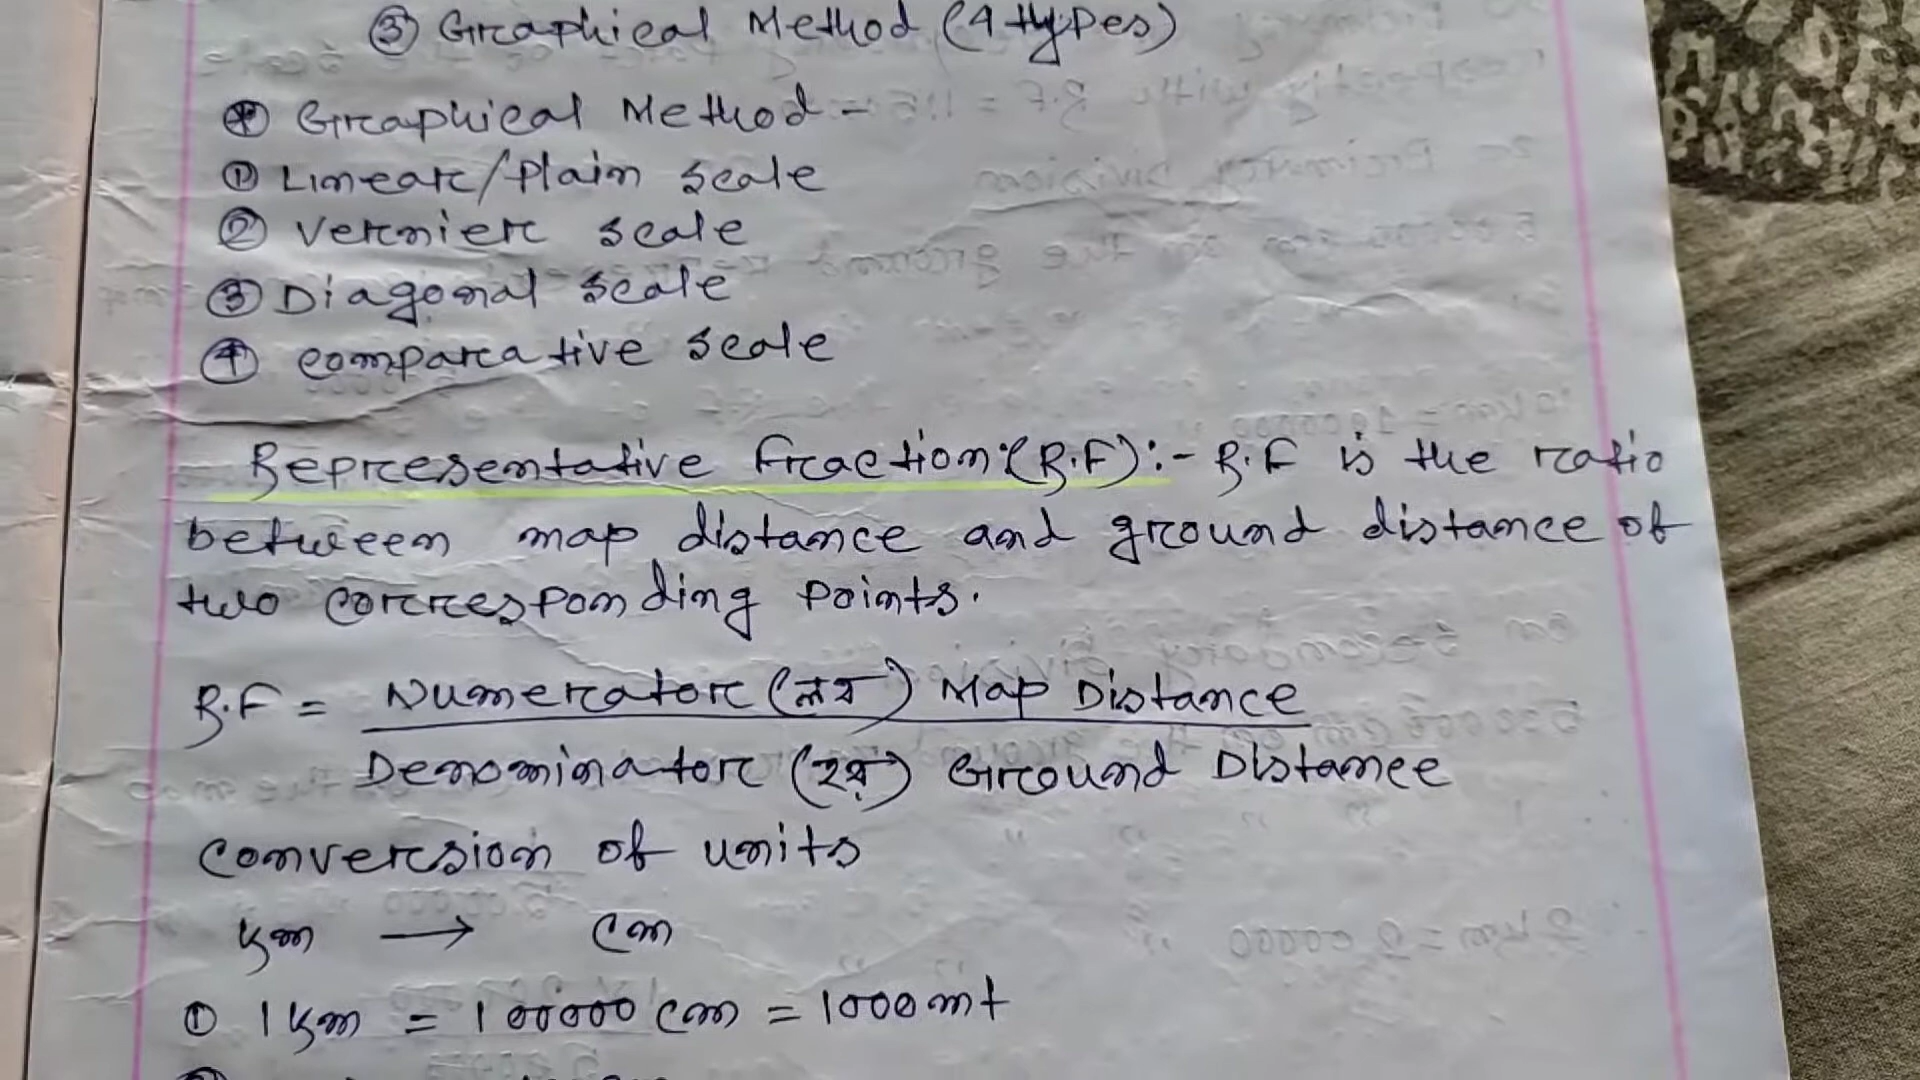 ③ Graphical Method (4 types)
⊛ Graphical Method -
① Linear/Plain Scale
② Vernier scale
③ Diagonal scale
④ comparative scale
Representative Fraction:(R.F):- R.F is the ratio
between map distance and ground distance of
two corresponding points.
R.F = Numerator (लव) Map Distance
Denominator (হর) Ground Distance
conversion of units
km → cm
① 1 km = 100000 cm = 1000 mt